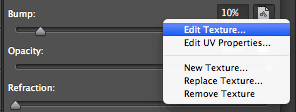 Bump:
10%
Edit Texture...
Edit UV Properties...
Opacity:
New Texture...
Replace Texture...
Remove Texture
Refraction: